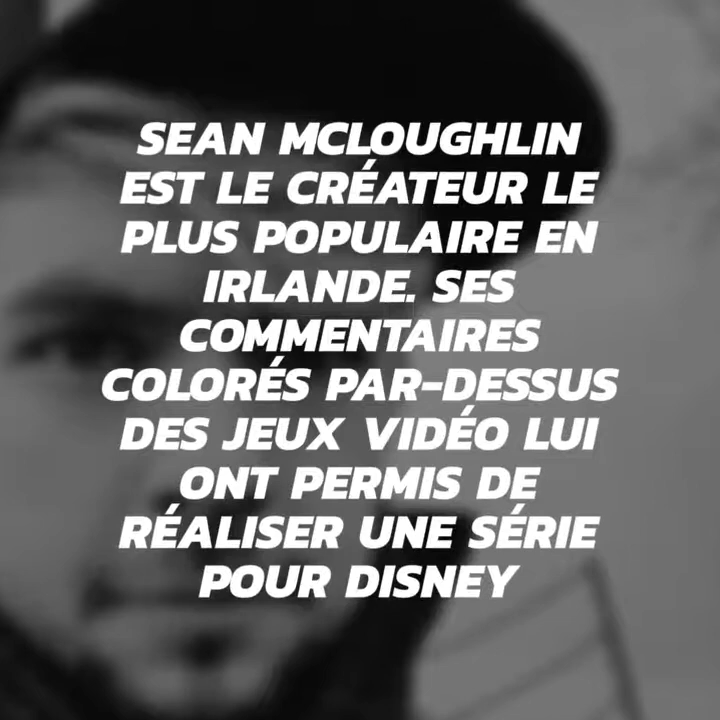 SEAN MCLOUGHLIN
EST LE CRÉATEUR LE
PLUS POPULAIRE EN
IRLANDE. SES
COMMENTAIRES
COLORÉS PAR-DESSUS
DES JEUX VIDÉO LUI
ONT PERMIS DE
RÉALISER UNE SÉRIE
POUR DISNEY